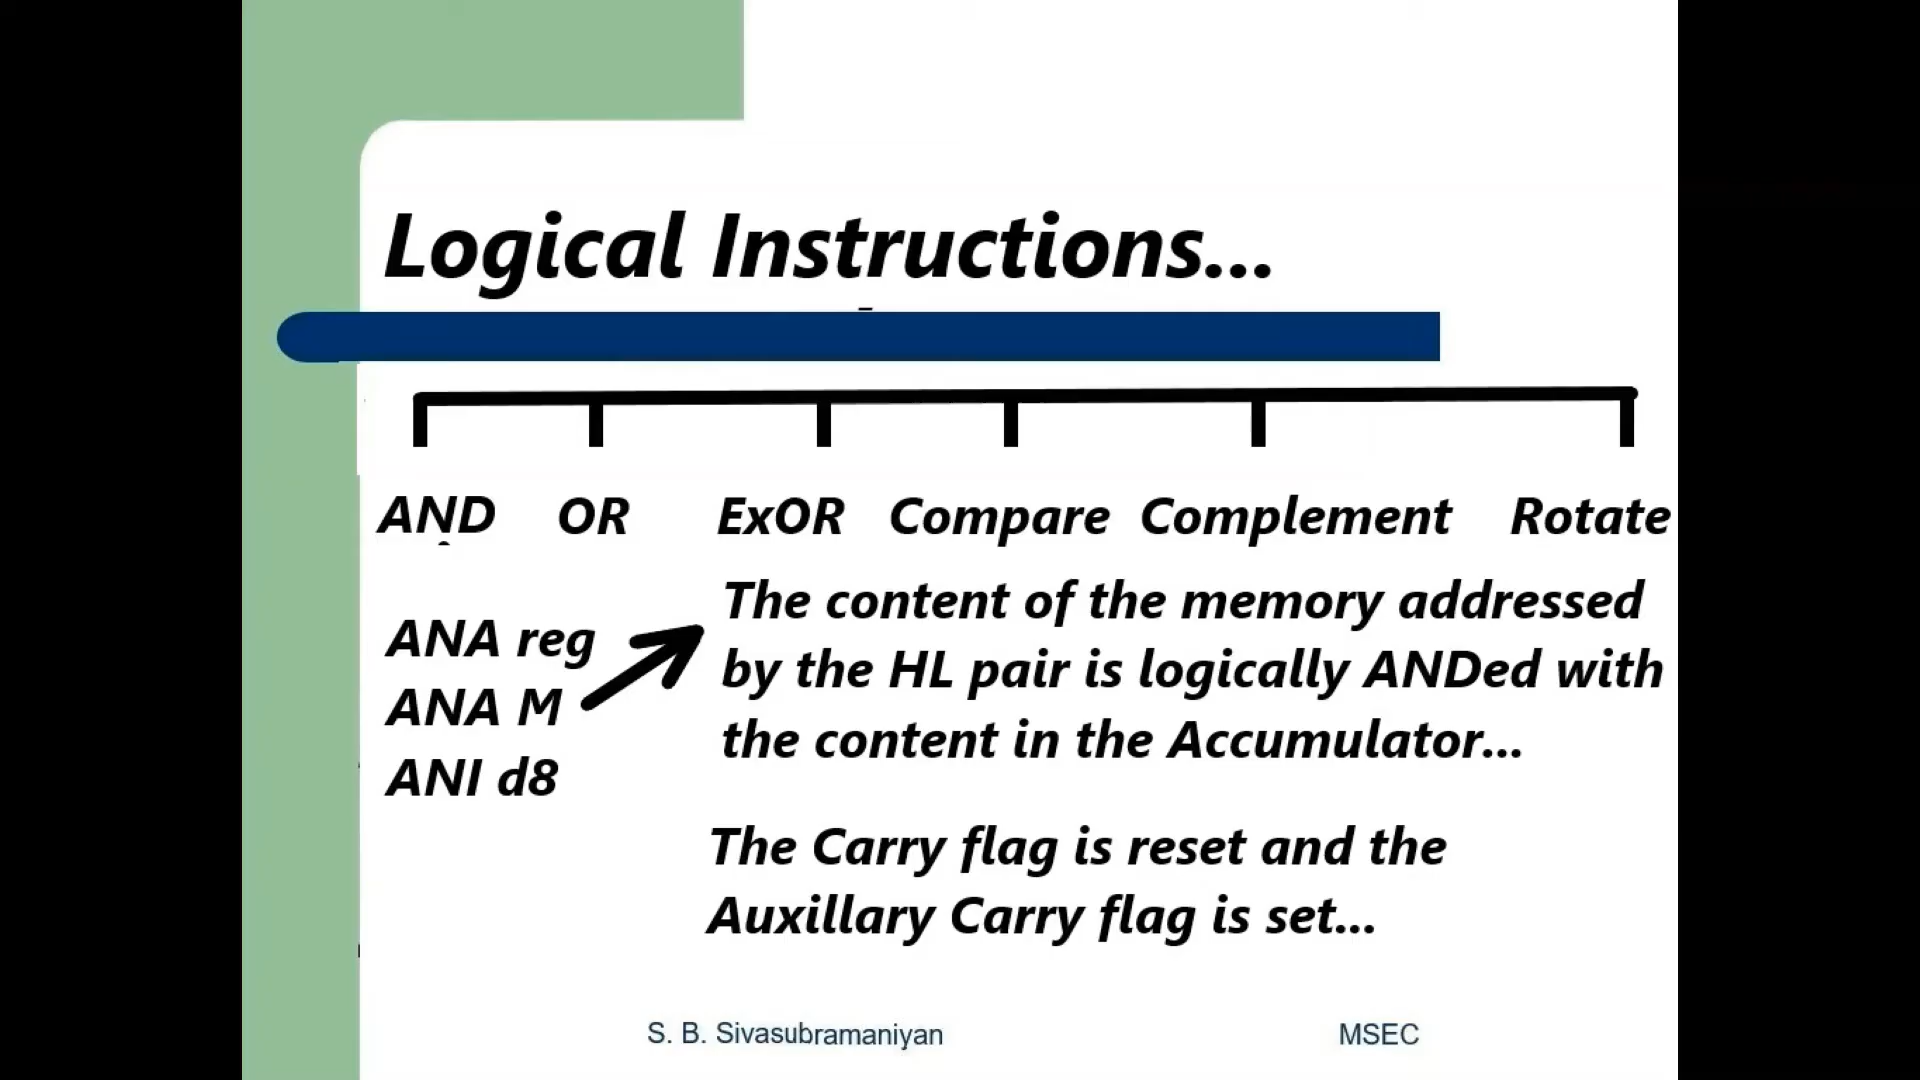 Logical Instructions...
AND OR ExOR Compare Complement Rotate
ANA reg
ANA M
ANI d8
The content of the memory addressed
by the HL pair is logically ANDed with
the content in the Accumulator...
The Carry flag is reset and the
Auxillary Carry flag is set...
S. B. Sivasubramaniyan MSEC